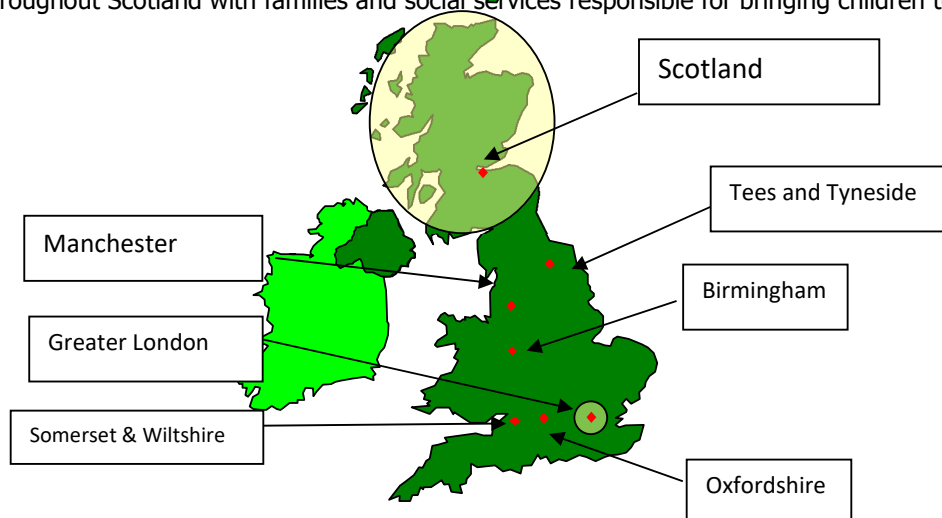 roughout Scotland with families and social services responsible for bringing children t
Scotland
Tees and Tyneside
Manchester
Birmingham
Greater London
Somerset & Wiltshire
Oxfordshire